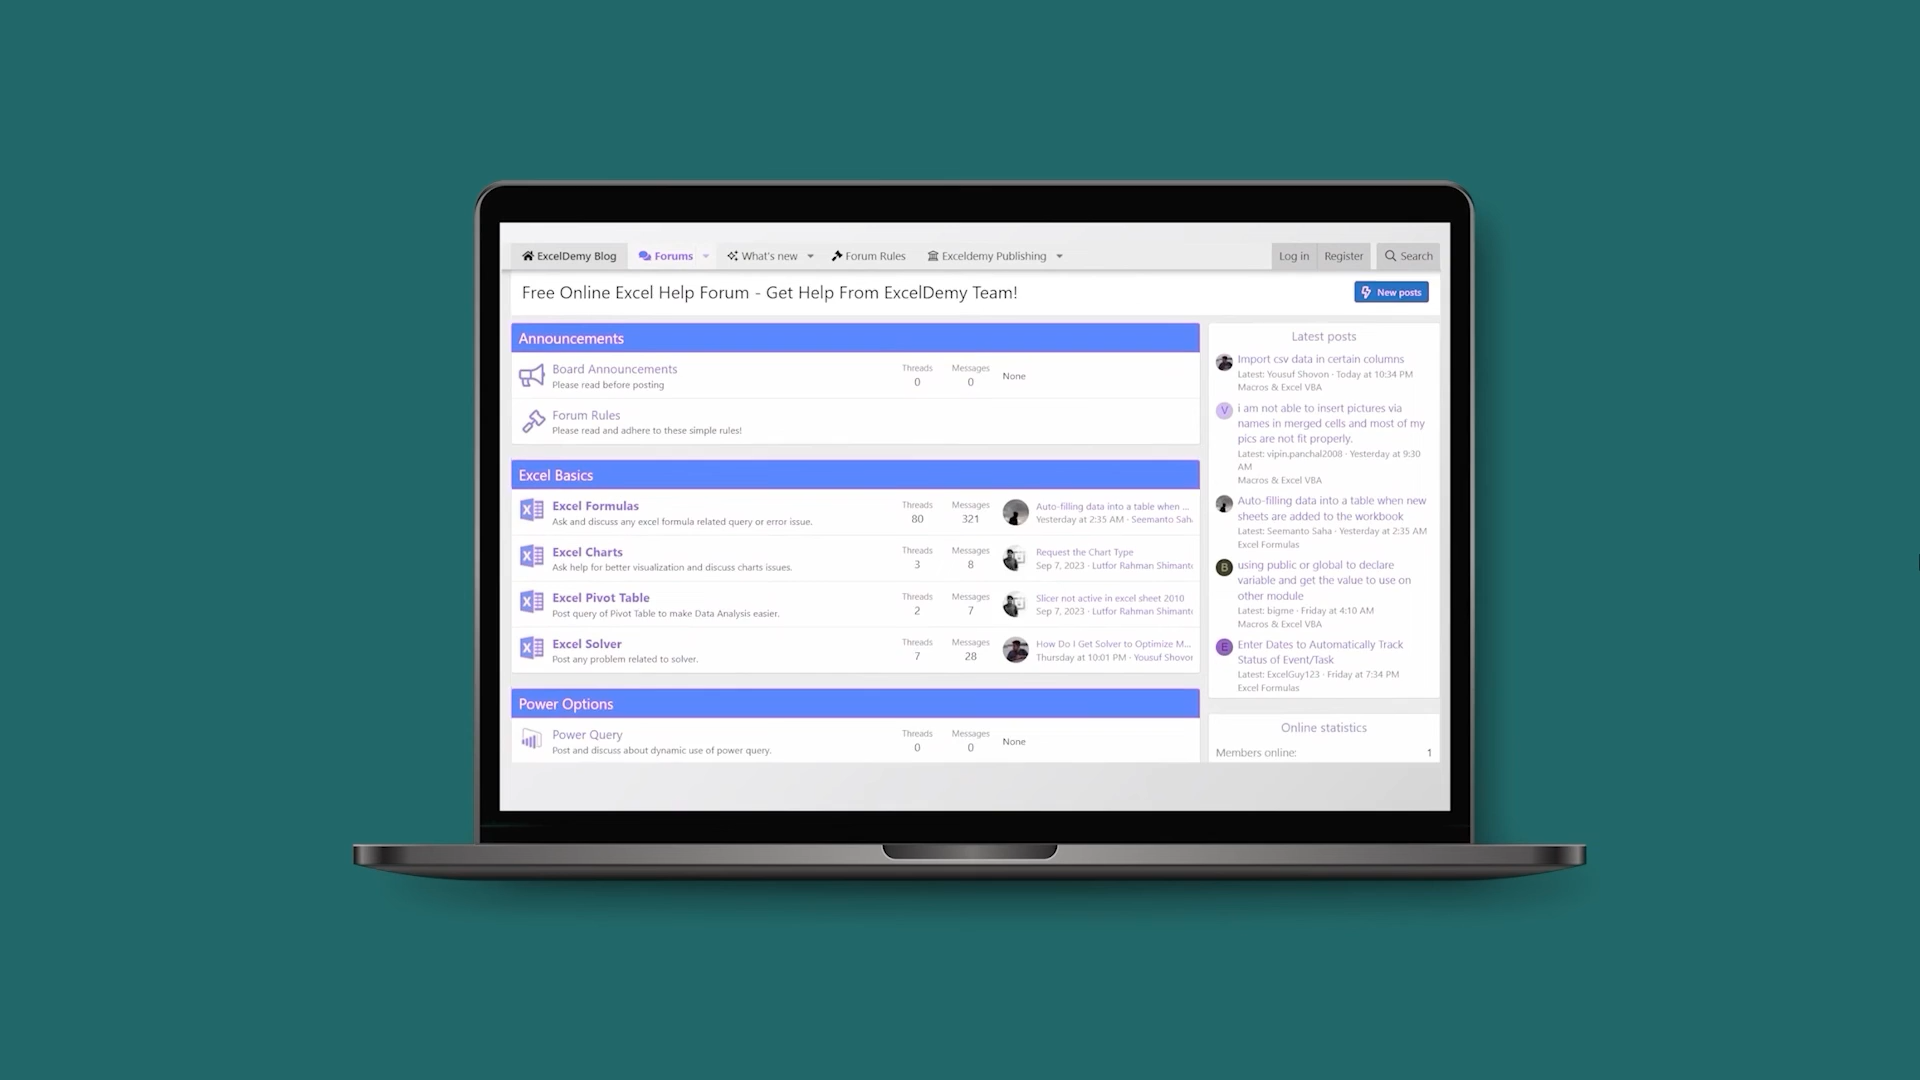 ExcelDemy Blog Forums What's new Forum Rules Exceldemy Publishing Log in Register Search
Free Online Excel Help Forum - Get Help From ExcelDemy Team!
New posts
Announcements
Board Announcements
Please read before posting
Threads
0
Messages
0
None
Forum Rules
Please read and adhere to these simple rules!
Excel Basics
Excel Formulas
Ask and discuss any excel formula related query or error issue.
Threads
80
Messages
321
Auto-filling data into a table when ...
Yesterday at 2:35 AM · Seemanto Sah
Excel Charts
Ask help for better visualization and discuss charts issues.
Threads
3
Messages
8
Request the Chart Type
Sep 7, 2023 · Lutfor Rahman Shimant
Excel Pivot Table
Post query of Pivot Table to make Data Analysis easier.
Threads
2
Messages
7
Slicer not active in excel sheet 2010
Sep 7, 2023 · Lutfor Rahman Shimant
Excel Solver
Post any problem related to solver.
Threads
7
Messages
28
How Do I Get Solver to Optimize M...
Thursday at 10:01 PM · Yousuf Shovo
Power Options
Power Query
Post and discuss about dynamic use of power query.
Threads
0
Messages
0
None
Latest posts
Import csv data in certain columns
Latest: Yousuf Shovon · Today at 10:34 PM
Macros & Excel VBA
V
i am not able to insert pictures via
names in merged cells and most of my
pics are not fit properly.
Latest: vipin.panchal2008 · Yesterday at 9:30
AM
Macros & Excel VBA
Auto-filling data into a table when new
sheets are added to the workbook
Latest: Seemanto Saha · Yesterday at 2:35 AM
Excel Formulas
B
using public or global to declare
variable and get the value to use on
other module
Latest: bigme · Friday at 4:10 AM
Macros & Excel VBA
E
Enter Dates to Automatically Track
Status of Event/Task
Latest: ExcelGuy123 · Friday at 7:34 PM
Excel Formulas
Online statistics
Members online: 1